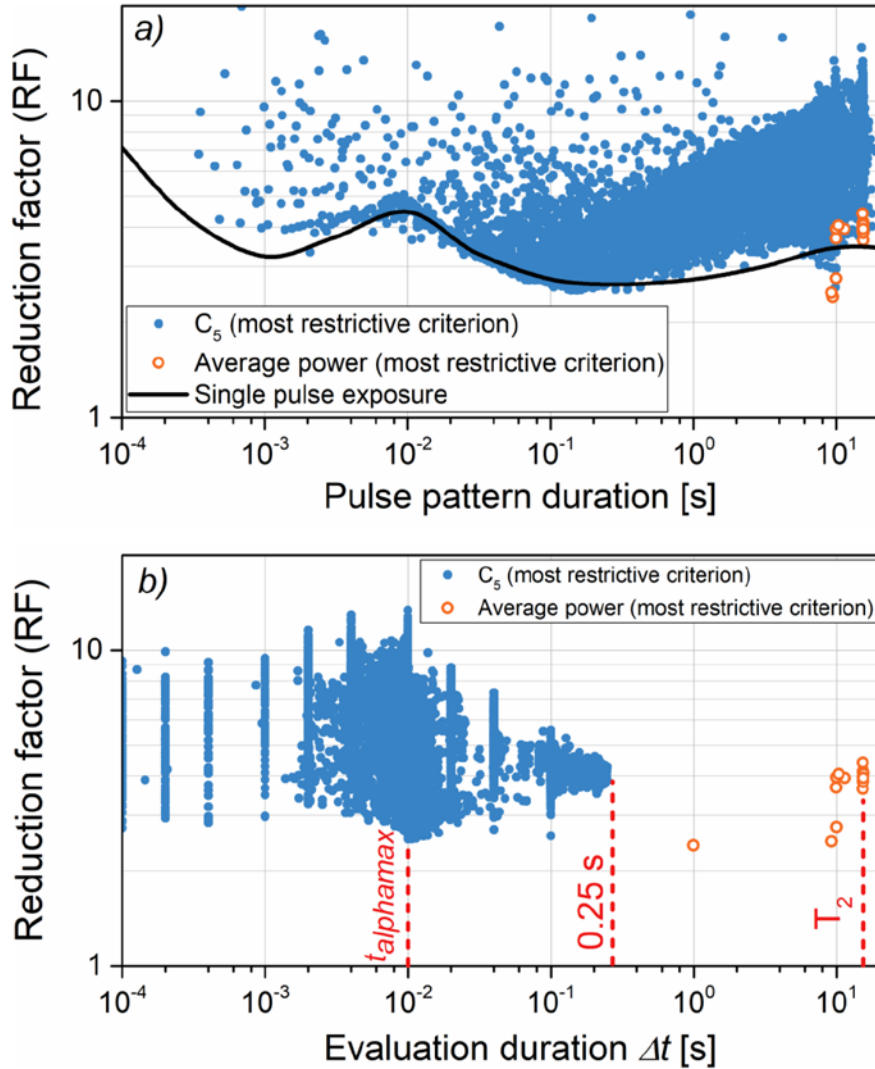 a)
Reduction factor (RF)
10
1
C5 (most restrictive criterion)
Average power (most restrictive criterion)
Single pulse exposure
10-4 10-3 10-2 10-1 100 101
Pulse pattern duration [s]
b)
Reduction factor (RF)
10
1
C5 (most restrictive criterion)
Average power (most restrictive criterion)
talphamax
0.25 s
T2
10-4 10-3 10-2 10-1 100 101
Evaluation duration Δt [s]